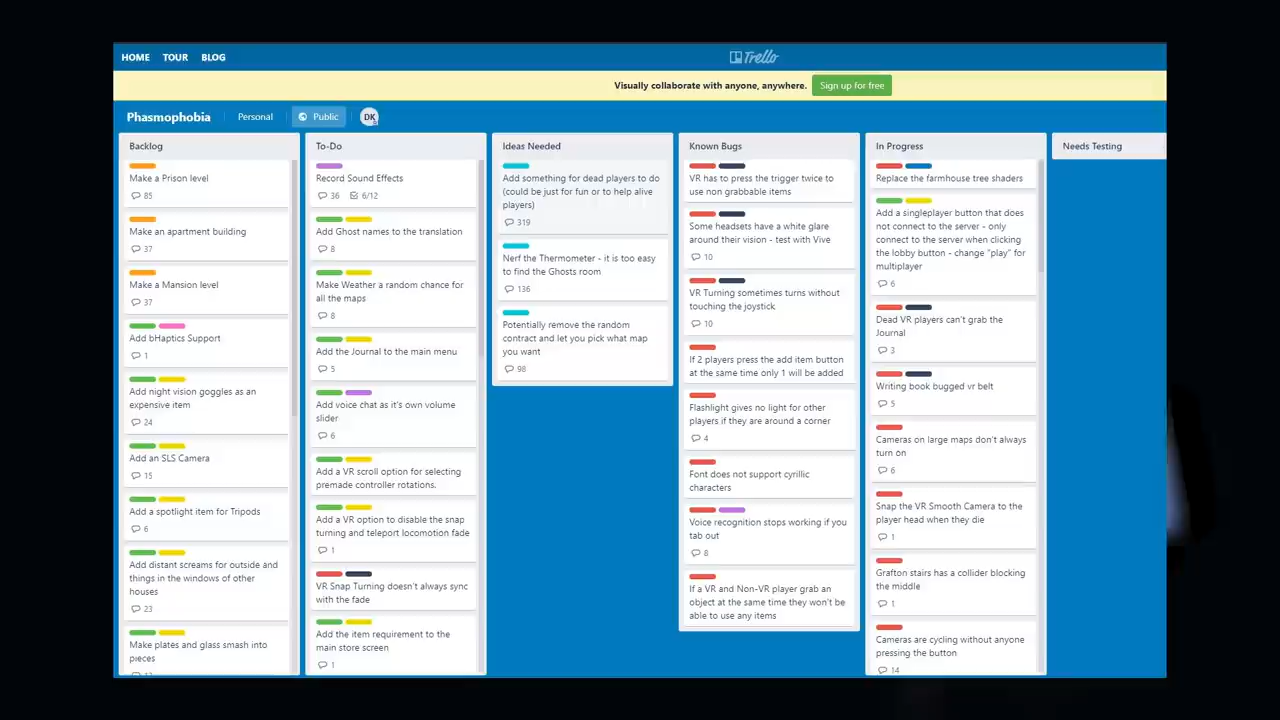 HOME TOUR BLOG
Trello
Visually collaborate with anyone, anywhere. Sign up for free
Phasmophobia Personal Public DK
Backlog
Make a Prison level
85
Make an apartment building
37
Make a Mansion level
37
Add bHaptics Support
1
Add night vision goggles as an
expensive item
24
Add an SLS Camera
15
Add a spotlight item for Tripods
6
Add distant screams for outside and
things in the windows of other
houses
23
Make plates and glass smash into
pieces
To-Do
Record Sound Effects
36 6/12
Add Ghost names to the translation
8
Make Weather a random chance for
all the maps
8
Add the Journal to the main menu
5
Add voice chat as it's own volume
slider
6
Add a VR scroll option for selecting
premade controller rotations.
Add a VR option to disable the snap
turning and teleport locomotion fade
1
VR Snap Turning doesn't always sync
with the fade
Add the item requirement to the
main store screen
1
Ideas Needed
Add something for dead players to do
(could be just for fun or to help alive
players)
319
Nerf the Thermometer - it is too easy
to find the Ghosts room
136
Potentially remove the random
contract and let you pick what map
you want
98
Known Bugs
VR has to press the trigger twice to
use non grabbable items
Some headsets have a white glare
around their vision - test with Vive
10
VR Turning sometimes turns without
touching the joystick
10
If 2 players press the add item button
at the same time only 1 will be added
Flashlight gives no light for other
players if they are around a corner
4
Font does not support cyrillic
characters
Voice recognition stops working if you
tab out
8
If a VR and Non-VR player grab an
object at the same time they won't be
able to use any items
In Progress
Replace the farmhouse tree shaders
Add a singleplayer button that does
not connect to the server - only
connect to the server when clicking
the lobby button - change "play" for
multiplayer
6
Dead VR players can't grab the
Journal
3
Writing book bugged vr belt
5
Cameras on large maps don't always
turn on
6
Snap the VR Smooth Camera to the
player head when they die
1
Grafton stairs has a collider blocking
the middle
1
Cameras are cycling without anyone
pressing the button
14
Needs Testing